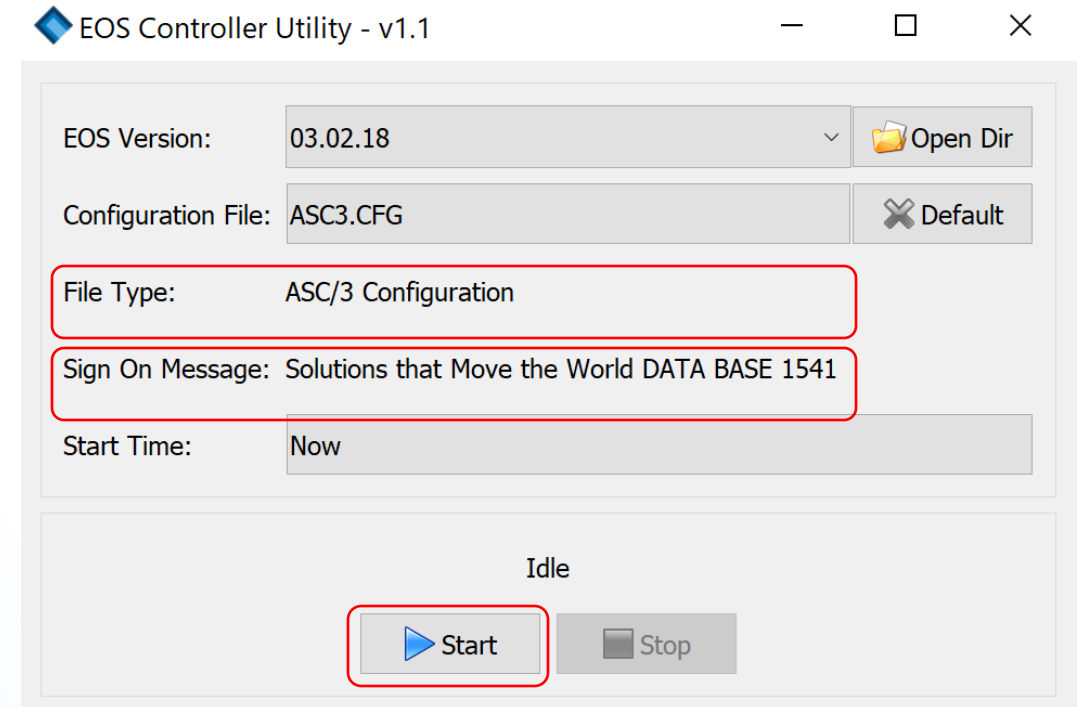 EOS Controller Utility - v1.1
EOS Version: 03.02.18 Open Dir
Configuration File: ASC3.CFG Default
File Type: ASC/3 Configuration
Sign On Message: Solutions that Move the World DATA BASE 1541
Start Time: Now
Idle
Start Stop